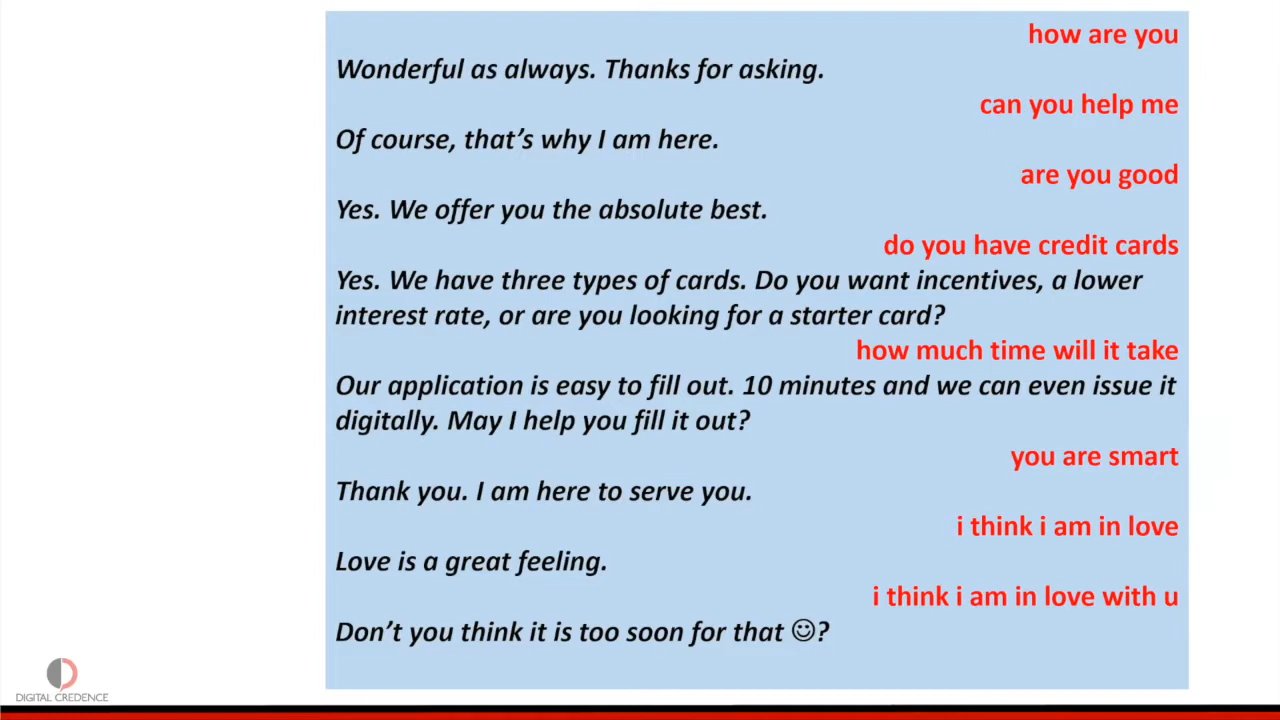 how are you
Wonderful as always. Thanks for asking.
can you help me
Of course, that’s why I am here.
are you good
Yes. We offer you the absolute best.
do you have credit cards
Yes. We have three types of cards. Do you want incentives, a lower
interest rate, or are you looking for a starter card?
how much time will it take
Our application is easy to fill out. 10 minutes and we can even issue it
digitally. May I help you fill it out?
you are smart
Thank you. I am here to serve you.
i think i am in love
Love is a great feeling.
i think i am in love with u
Don’t you think it is too soon for that ☺?
DIGITAL CREDENCE